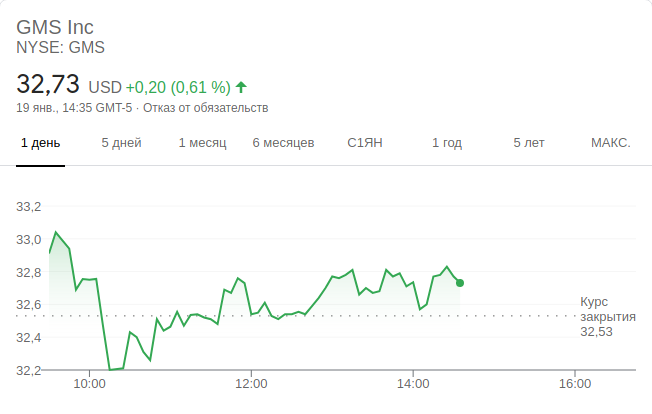 GMS Inc
NYSE: GMS
32,73 USD +0,20 (0,61 %)
19 янв., 14:35 GMT-5 · Отказ от обязательств
1 день 5 дней 1 месяц 6 месяцев С1ЯН 1 год 5 лет МАКС.
33,2
33,0
32,8
32,6
32,4
32,2
Курс
закрытия
32,53
10:00 12:00 14:00 16:00